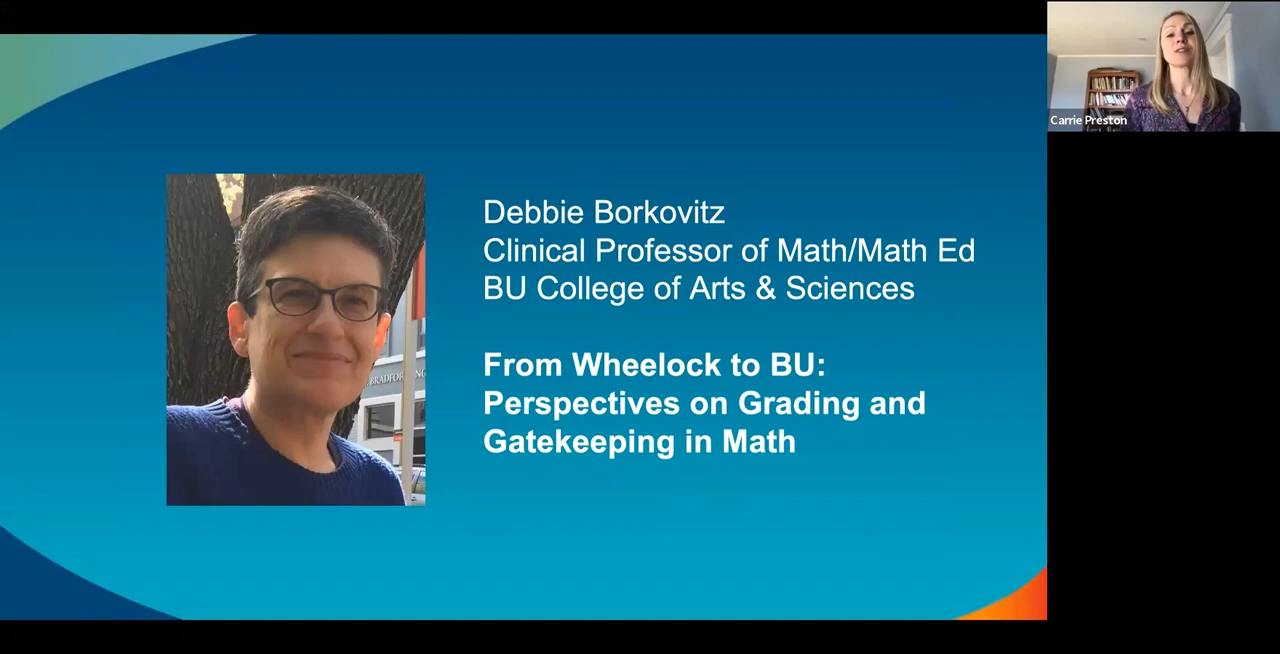 Carrie Preston
Debbie Borkovitz
Clinical Professor of Math/Math Ed
BU College of Arts & Sciences
From Wheelock to BU:
Perspectives on Grading and
Gatekeeping in Math